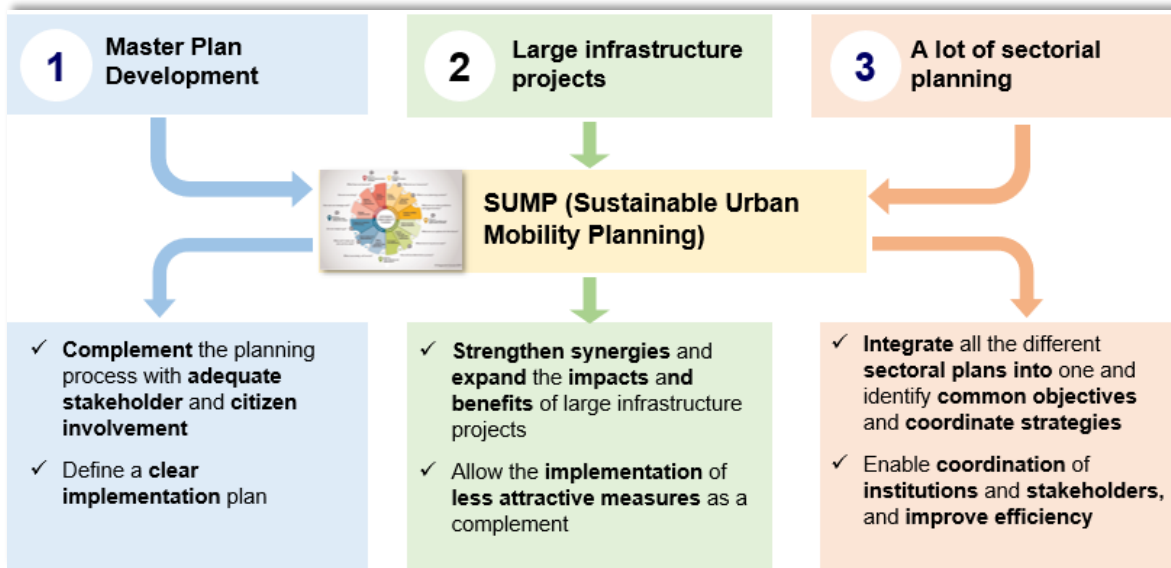 1
Master Plan
Development
2
Large infrastructure
projects
3
A lot of sectorial
planning
SUMP (Sustainable Urban
Mobility Planning)
✓ Complement the planning
process with adequate
stakeholder and citizen
involvement
✓ Define a clear
implementation plan
✓ Strengthen synergies and
expand the impacts and
benefits of large infrastructure
projects
✓ Allow the implementation of
less attractive measures as a
complement
✓ Integrate all the different
sectoral plans into one and
identify common objectives
and coordinate strategies
✓ Enable coordination of
institutions and stakeholders,
and improve efficiency